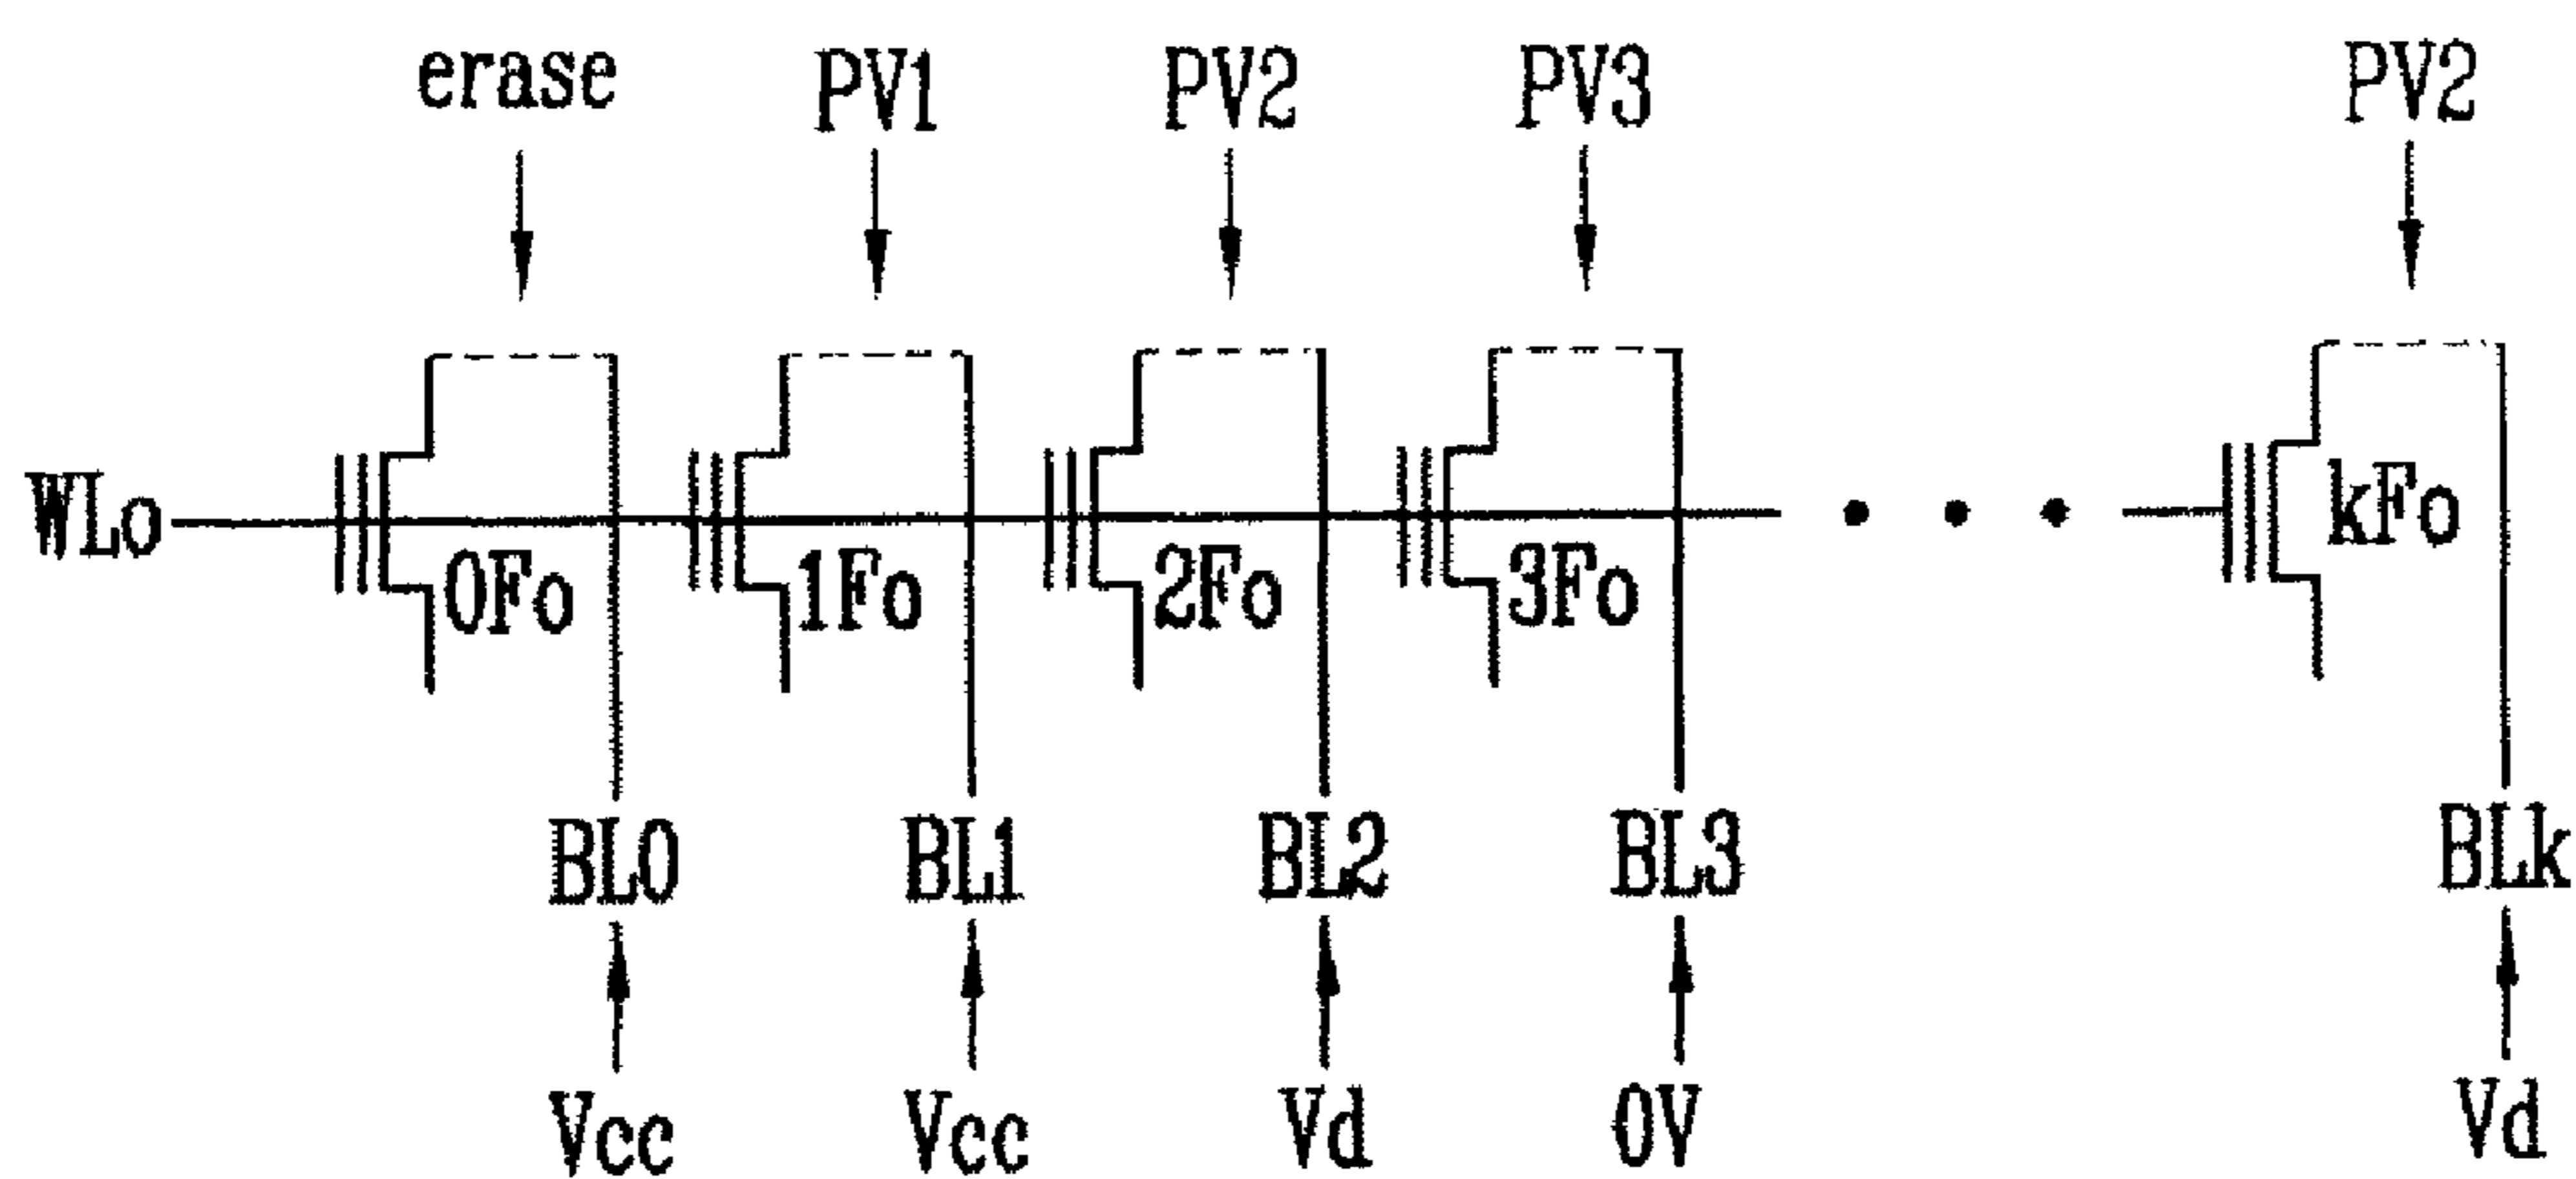 erase PV1 PV2 PV3 PV2
WLo 0Fo 1Fo 2Fo 3Fo kFo
BL0 BL1 BL2 BL3 BLk
Vcc Vcc Vd 0V Vd